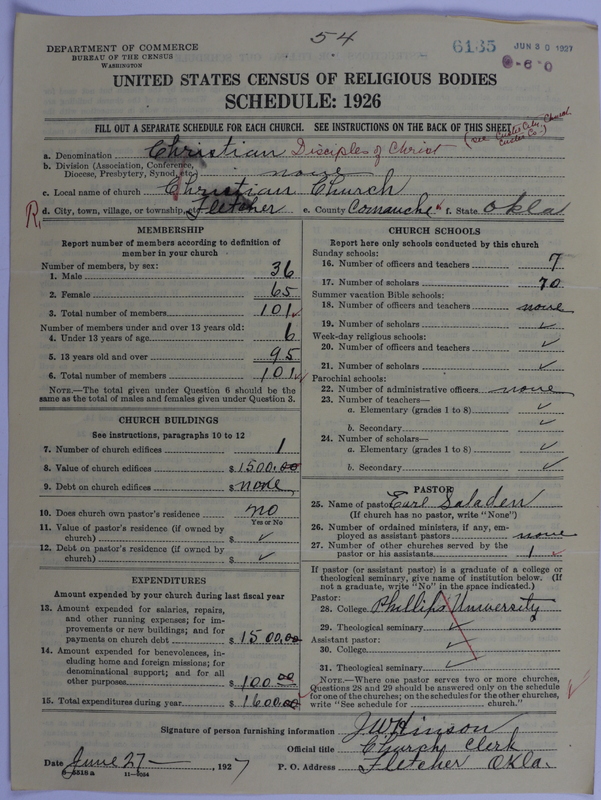 54
DEPARTMENT OF COMMERCE
BUREAU OF THE CENSUS
WASHINGTON
6135 JUN 30 1927
UNITED STATES CENSUS OF RELIGIOUS BODIES
SCHEDULE: 1926
FILL OUT A SEPARATE SCHEDULE FOR EACH CHURCH. SEE INSTRUCTIONS ON THE BACK OF THIS SHEET
(See Custer City, Church Custer Co.)
a. Denomination Christian Disciples of Christ
b. Division (Association, Conference, Diocese, Presbytery, Synod, etc.) none
c. Local name of church Christian Church
R, d. City, town, village, or township Fletcher e. County Comanche f. State Okla
MEMBERSHIP
Report number of members according to definition of member in your church
Number of members, by sex:
1. Male 36
2. Female 65
3. Total number of members 101
Number of members under and over 13 years old:
4. Under 13 years of age 6
5. 13 years old and over 95
6. Total number of members 101
NOTE.—The total given under Question 6 should be the same as the total of males and females given under Question 3.
CHURCH BUILDINGS
See instructions, paragraphs 10 to 12
7. Number of church edifices 1
8. Value of church edifices $1500.00
9. Debt on church edifices $none
10. Does church own pastor's residence? no
Yes or No
11. Value of pastor's residence (if owned by church) $ ✓
12. Debt on pastor's residence (if owned by church) $ ✓
EXPENDITURES
Amount expended by your church during last fiscal year
13. Amount expended for salaries, repairs, and other running expenses; for improvements or new buildings; and for payments on church debt $1500.00
14. Amount expended for benevolences, including home and foreign missions; for denominational support; and for all other purposes $100.00
15. Total expenditures during year $1600.00
CHURCH SCHOOLS
Report here only schools conducted by this church
Sunday schools:
16. Number of officers and teachers 7
17. Number of scholars 70
Summer vacation Bible schools:
18. Number of officers and teachers none
19. Number of scholars ✓
Week-day religious schools:
20. Number of officers and teachers ✓
21. Number of scholars ✓
Parochial schools:
22. Number of administrative officers none
23. Number of teachers—
a. Elementary (grades 1 to 8) ✓
b. Secondary ✓
24. Number of scholars—
a. Elementary (grades 1 to 8) ✓
b. Secondary ✓
PASTOR
25. Name of pastor Earl Saladen
(If church has no pastor, write "None")
26. Number of ordained ministers, if any, employed as assistant pastors none
27. Number of other churches served by the pastor or his assistants 1
If pastor (or assistant pastor) is a graduate of a college or theological seminary, give name of institution below. (If not a graduate, write "No" in the space indicated.)
Pastor:
28. College Phillips University
29. Theological seminary ✓
Assistant pastor:
30. College ✓
31. Theological seminary ✓
NOTE.—Where one pastor serves two or more churches, Questions 28 and 29 should be answered only on the schedule for one of the churches; on the schedules for the other churches, write "See schedule for church."
Signature of person furnishing information J W Hinson
Official title Church Clerk
Date June 27 , 1927 P. O. Address Fletcher Okla.